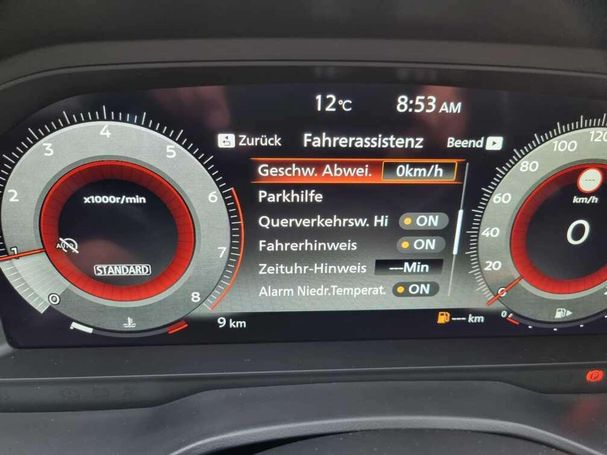 12°C 8:53 AM
Zurück Fahrerassistenz Beend
Geschw. Abwei. 0km/h
Parkhilfe
Querverkehrsw. Hi ON
Fahrerhinweis ON
Zeituhr-Hinweis ---Min
Alarm Niedr.Temperat. ON
1 2 3 4 5 6 7 8
x1000r/min
AUTO
STANDARD
0 20 40 60 80 100 120
---
km/h
0
9 km
---- km
P